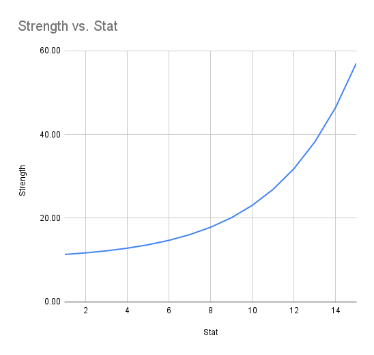 Strength vs. Stat
60.00
40.00
20.00
0.00
Strength
2 4 6 8 10 12 14
Stat